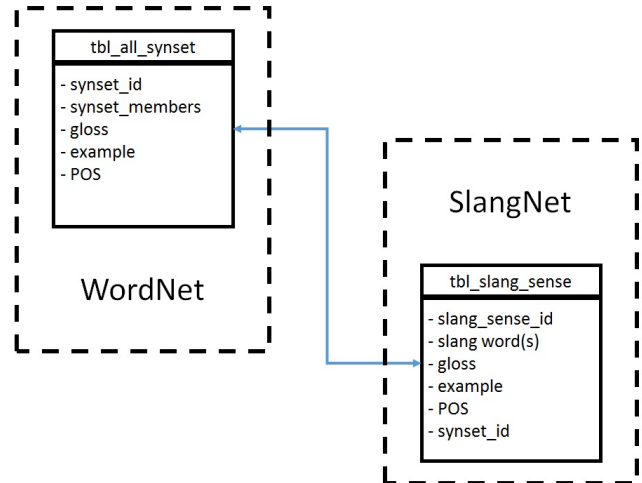 tbl_all_synset
- synset_id
- synset_members
- gloss
- example
- POS
WordNet
SlangNet
tbl_slang_sense
- slang_sense_id
- slang word(s)
- gloss
- example
- POS
- synset_id